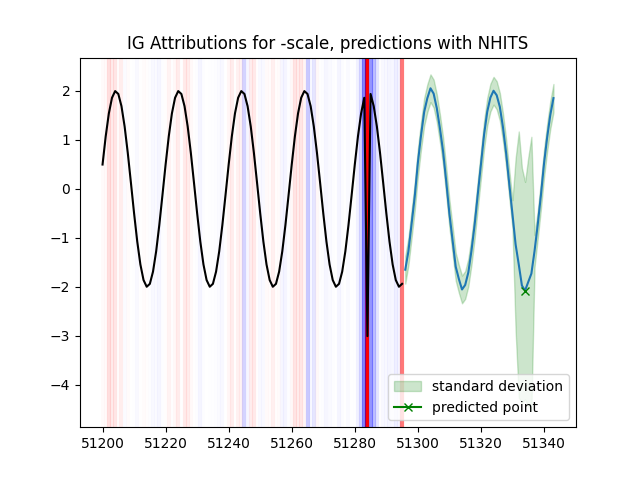 IG Attributions for -scale, predictions with NHITS
2
1
0
−1
−2
−3
−4
standard deviation
predicted point
51200 51220 51240 51260 51280 51300 51320 51340